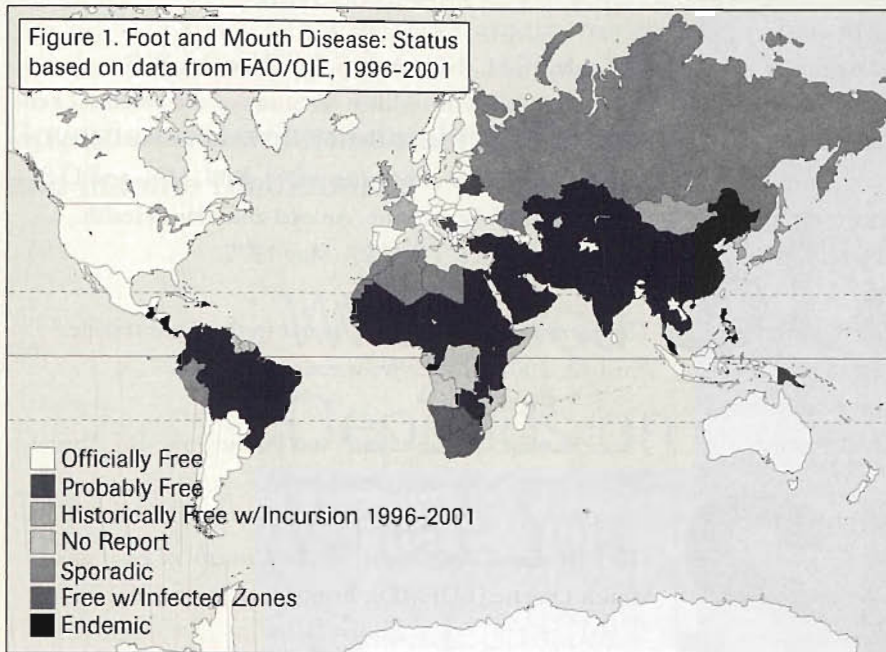 Figure 1. Foot and Mouth Disease: Status
based on data from FAO/OIE, 1996-2001
Officially Free
Probably Free
Historically Free w/Incursion 1996-2001
No Report
Sporadic
Free w/Infected Zones
Endemic